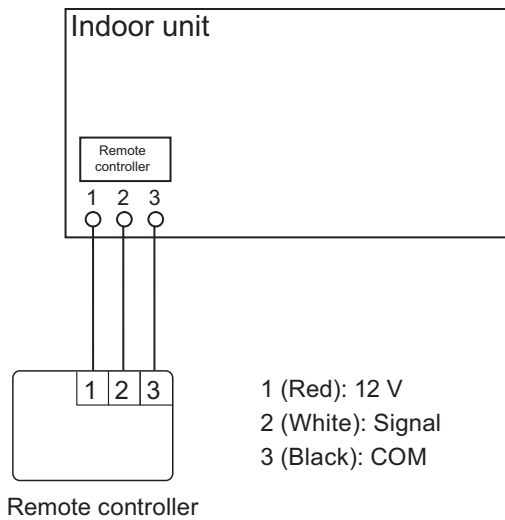 Indoor unit
Remote
controller
1 2 3
1 2 3
1 (Red): 12 V
2 (White): Signal
3 (Black): COM
Remote controller